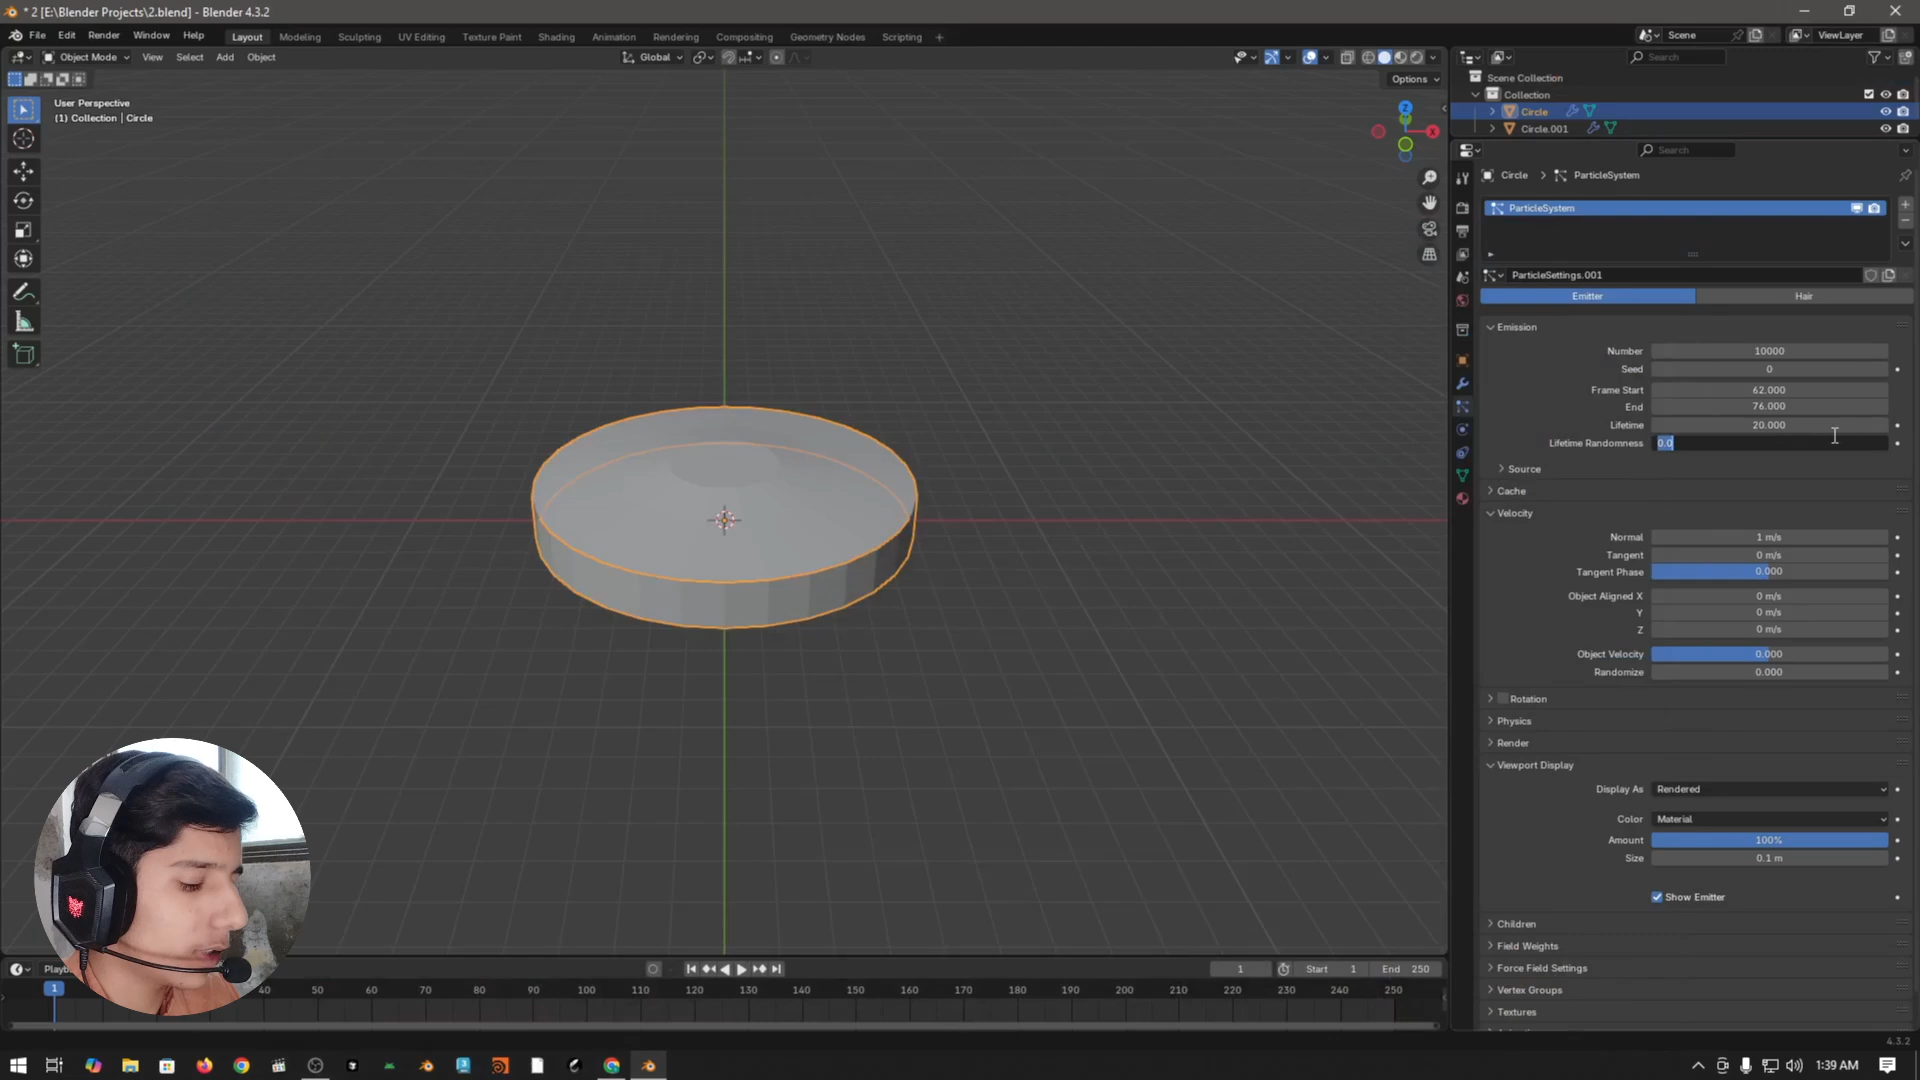 * 2 [E:\Blender Projects\2.blend] - Blender 4.3.2
File Edit Render Window Help Layout Modeling Sculpting UV Editing Texture Paint Shading Animation Rendering Compositing Geometry Nodes Scripting + Scene ViewLayer
Object Mode View Select Add Object Global Search
Options
User Perspective
(1) Collection | Circle
Z
X
Scene Collection
Collection
Circle
Circle.001
Search
Circle > ParticleSystem
ParticleSystem
ParticleSettings.001
Emitter Hair
Emission
Number 10000
Seed 0
Frame Start 62.000
End 76.000
Lifetime 20.000
Lifetime Randomness 0.0
Source
Cache
Velocity
Normal 1 m/s
Tangent 0 m/s
Tangent Phase 0.000
Object Aligned X 0 m/s
Y 0 m/s
Z 0 m/s
Object Velocity 0.000
Randomize 0.000
Rotation
Physics
Render
Viewport Display
Display As Rendered
Color Material
Amount 100%
Size 0.1 m
Show Emitter
Children
Field Weights
Force Field Settings
Vertex Groups
Textures
1 Start 1 End 250
1 40 50 60 70 80 90 100 110 120 130 140 150 160 170 180 190 200 210 220 230 240 250
4.3.2
1:39 AM